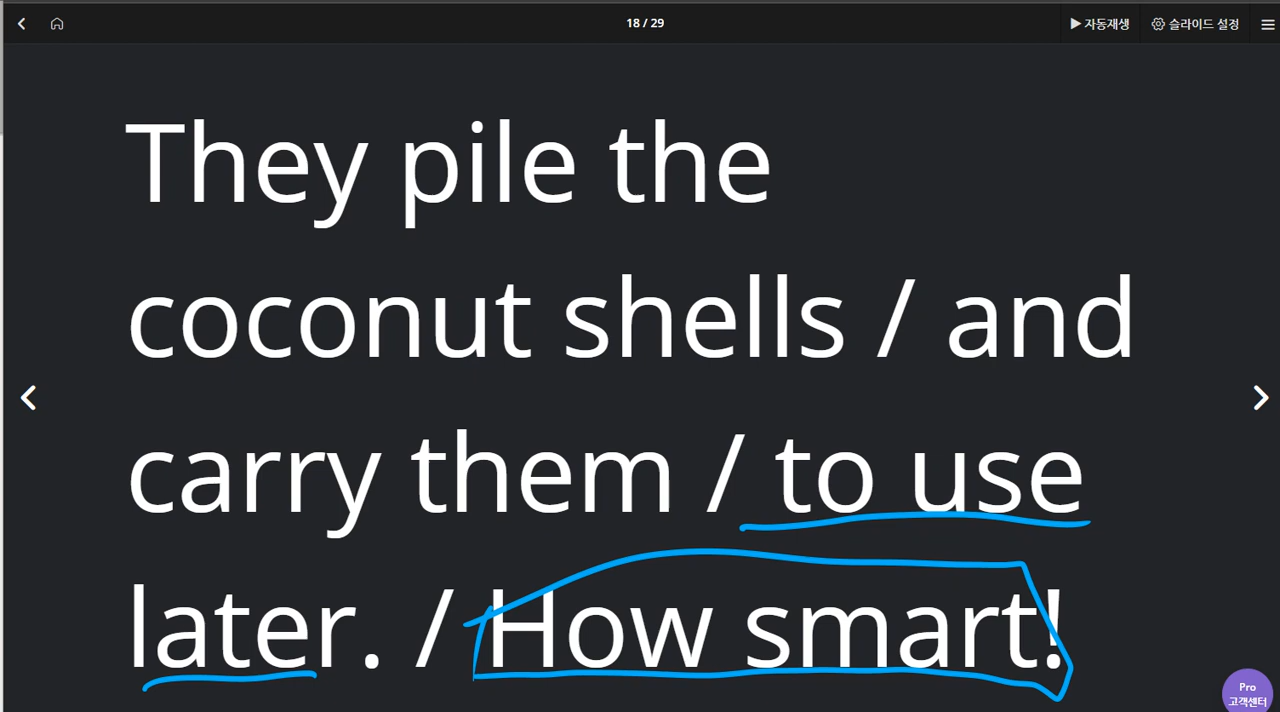 18 / 29
▶ 자동재생
슬라이드 설정
They pile the
coconut shells / and
carry them / to use
later. / How smart!
Pro
고객센터